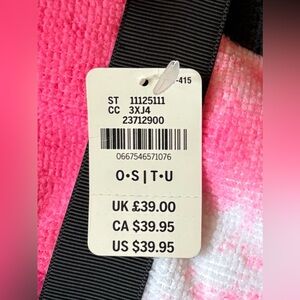 -415
ST 11125111
CC 3XJ4
23712900
0667546571076
O•S|T•U
UK £39.00
CA $39.95
US $39.95